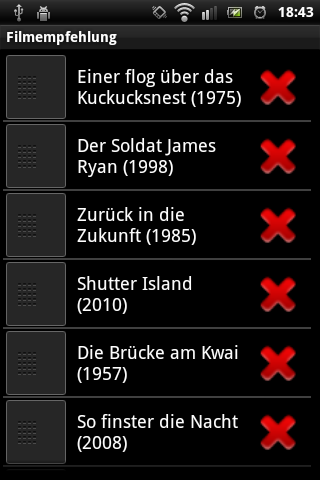 18:43
Filmempfehlung
Einer flog über das
Kuckucksnest (1975)
Der Soldat James
Ryan (1998)
Zurück in die
Zukunft (1985)
Shutter Island
(2010)
Die Brücke am Kwai
(1957)
So finster die Nacht
(2008)